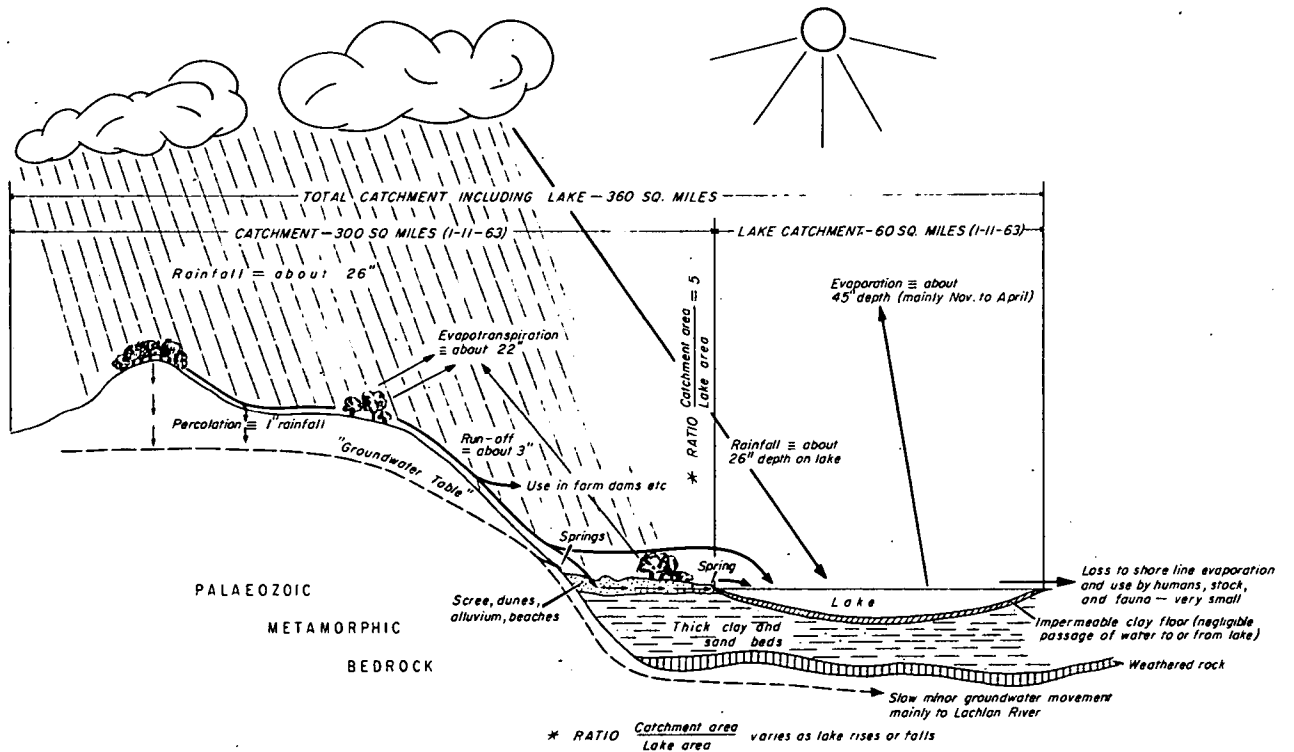 TOTAL CATCHMENT INCLUDING LAKE — 360 SQ. MILES
CATCHMENT — 300 SQ MILES (1-11-63)
LAKE CATCHMENT — 60 SQ. MILES (1-11-63)
Rainfall = about 26"
Evaporation ≡ about
45" depth (mainly Nov. to April)
Evapotranspiration
≡ about 22"
* RATIO Catchment area / Lake area = 5
Percolation ≡ 1" rainfall
"Groundwater Table"
Run-off
= about 3"
Rainfall ≡ about
26" depth on lake
Use in farm dams etc
Springs
Spring
Loss to shore line evaporation
and use by humans, stock,
and fauna — very small
PALAEOZOIC
METAMORPHIC
BEDROCK
Scree, dunes,
alluvium, beaches
Lake
Thick clay and
sand beds
Impermeable clay floor (negligible
passage of water to or from lake)
Weathered rock
Slow minor groundwater movement
mainly to Lachlan River
* RATIO Catchment area / Lake area varies as lake rises or falls